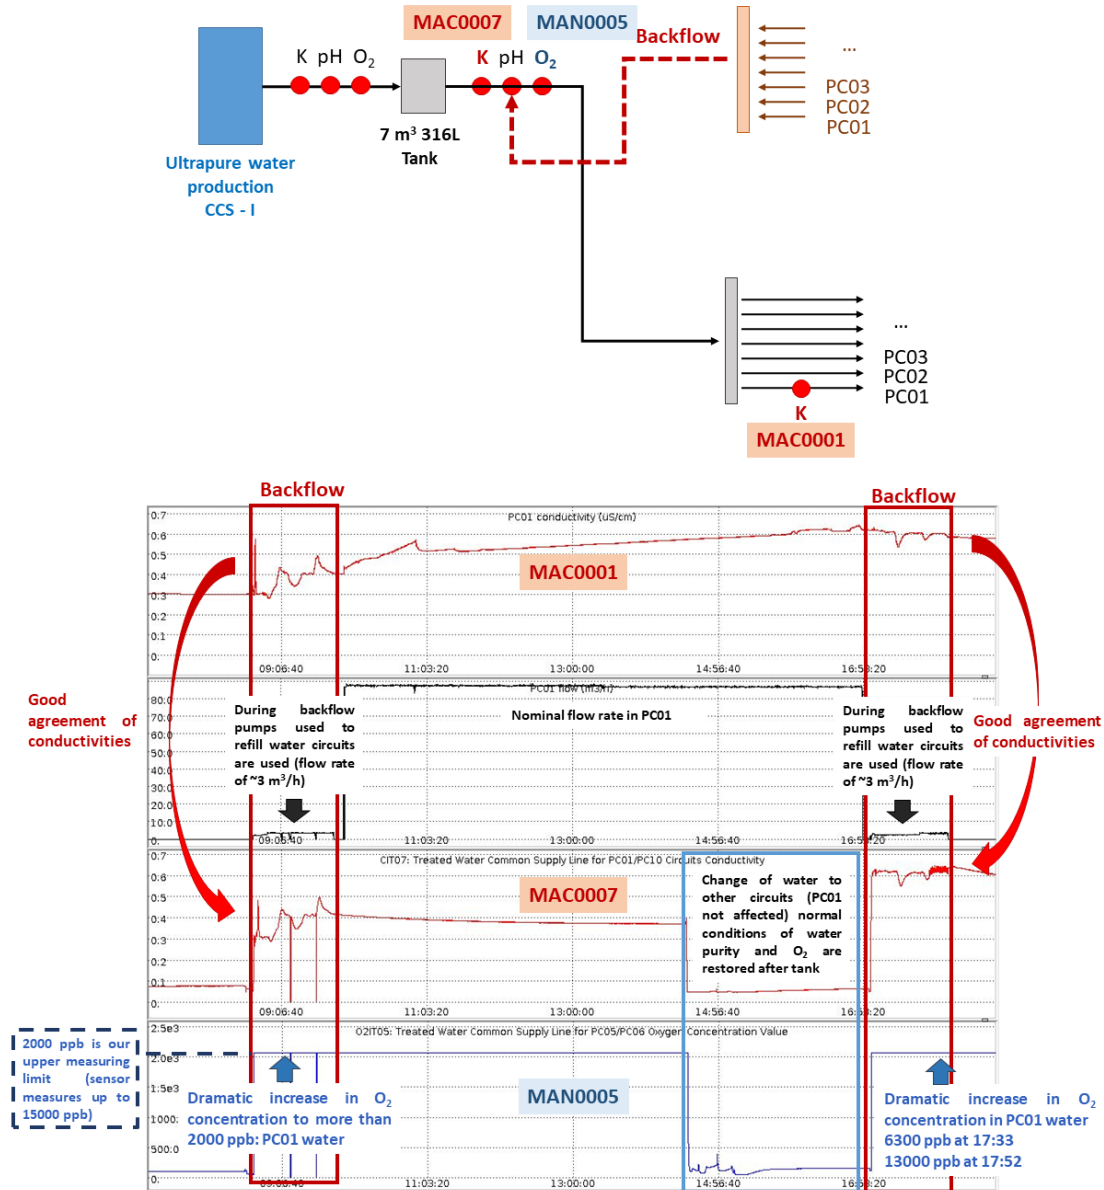 MAC0007
MAN0005
Backflow
K pH O₂
K pH O₂
...
PC03
PC02
PC01
7 m³ 316L
Tank
Ultrapure water
production
CCS - I
...
PC03
PC02
PC01
K
MAC0001
Backflow
Backflow
PC01 conductivity (uS/cm)
0.7
0.6
0.5
0.4
0.3
0.2
0.1
0.
MAC0001
09:06:40
11:03:20
13:00:00
14:56:40
16:53:20
Good
agreement of
conductivities
Good agreement
of conductivities
PC01 flow (m3/h)
80.0
70.0
60.0
50.0
40.0
30.0
20.0
10.0
0.
During backflow
pumps used to
refill water circuits
are used (flow rate
of ~3 m³/h)
Nominal flow rate in PC01
During backflow
pumps used to
refill water circuits
are used (flow rate
of ~3 m³/h)
09:06:40
11:03:20
13:00:00
14:56:40
16:53:20
CIT07: Treated Water Common Supply Line for PC01/PC10 Circuits Conductivity
0.7
0.6
0.5
0.4
0.3
0.2
0.1
0.
MAC0007
Change of water to
other circuits (PC01
not affected) normal
conditions of water
purity and O₂ are
restored after tank
09:06:40
11:03:20
13:00:00
14:56:40
16:53:20
O2IT05: Treated Water Common Supply Line for PC05/PC06 Oxygen Concentration Value
2.5e3
2.0e3
1.5e3
1000.
500.0
0.
2000 ppb is our
upper measuring
limit (sensor
measures up to
15000 ppb)
Dramatic increase in O₂
concentration to more than
2000 ppb: PC01 water
MAN0005
Dramatic increase in O₂
concentration in PC01 water
6300 ppb at 17:33
13000 ppb at 17:52
09:06:40
11:03:20
13:00:00
14:56:40
16:53:20